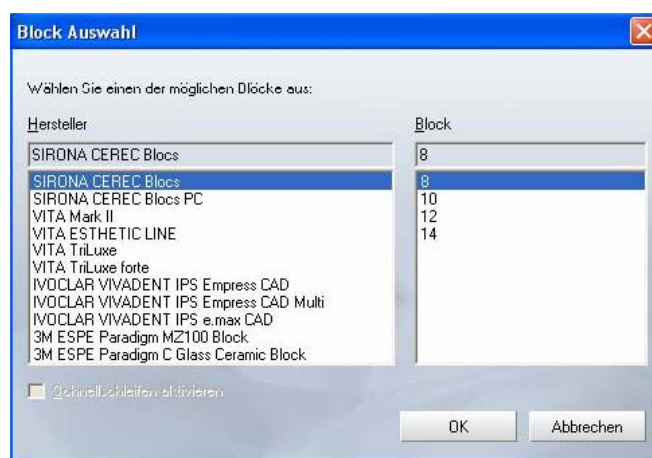 Block Auswahl
Wählen Sie einen der möglichen Blöcke aus:
Hersteller
Block
SIRONA CEREC Blocs
8
SIRONA CEREC Blocs
8
SIRONA CEREC Blocs PC
10
VITA Mark II
12
VITA ESTHETIC LINE
14
VITA TriLuxe
VITA TriLuxe forte
IVOCLAR VIVADENT IPS Empress CAD
IVOCLAR VIVADENT IPS Empress CAD Multi
IVOCLAR VIVADENT IPS e.max CAD
3M ESPE Paradigm MZ100 Block
3M ESPE Paradigm C Glass Ceramic Block
Schnellschleifen aktivieren
OK
Abbrechen